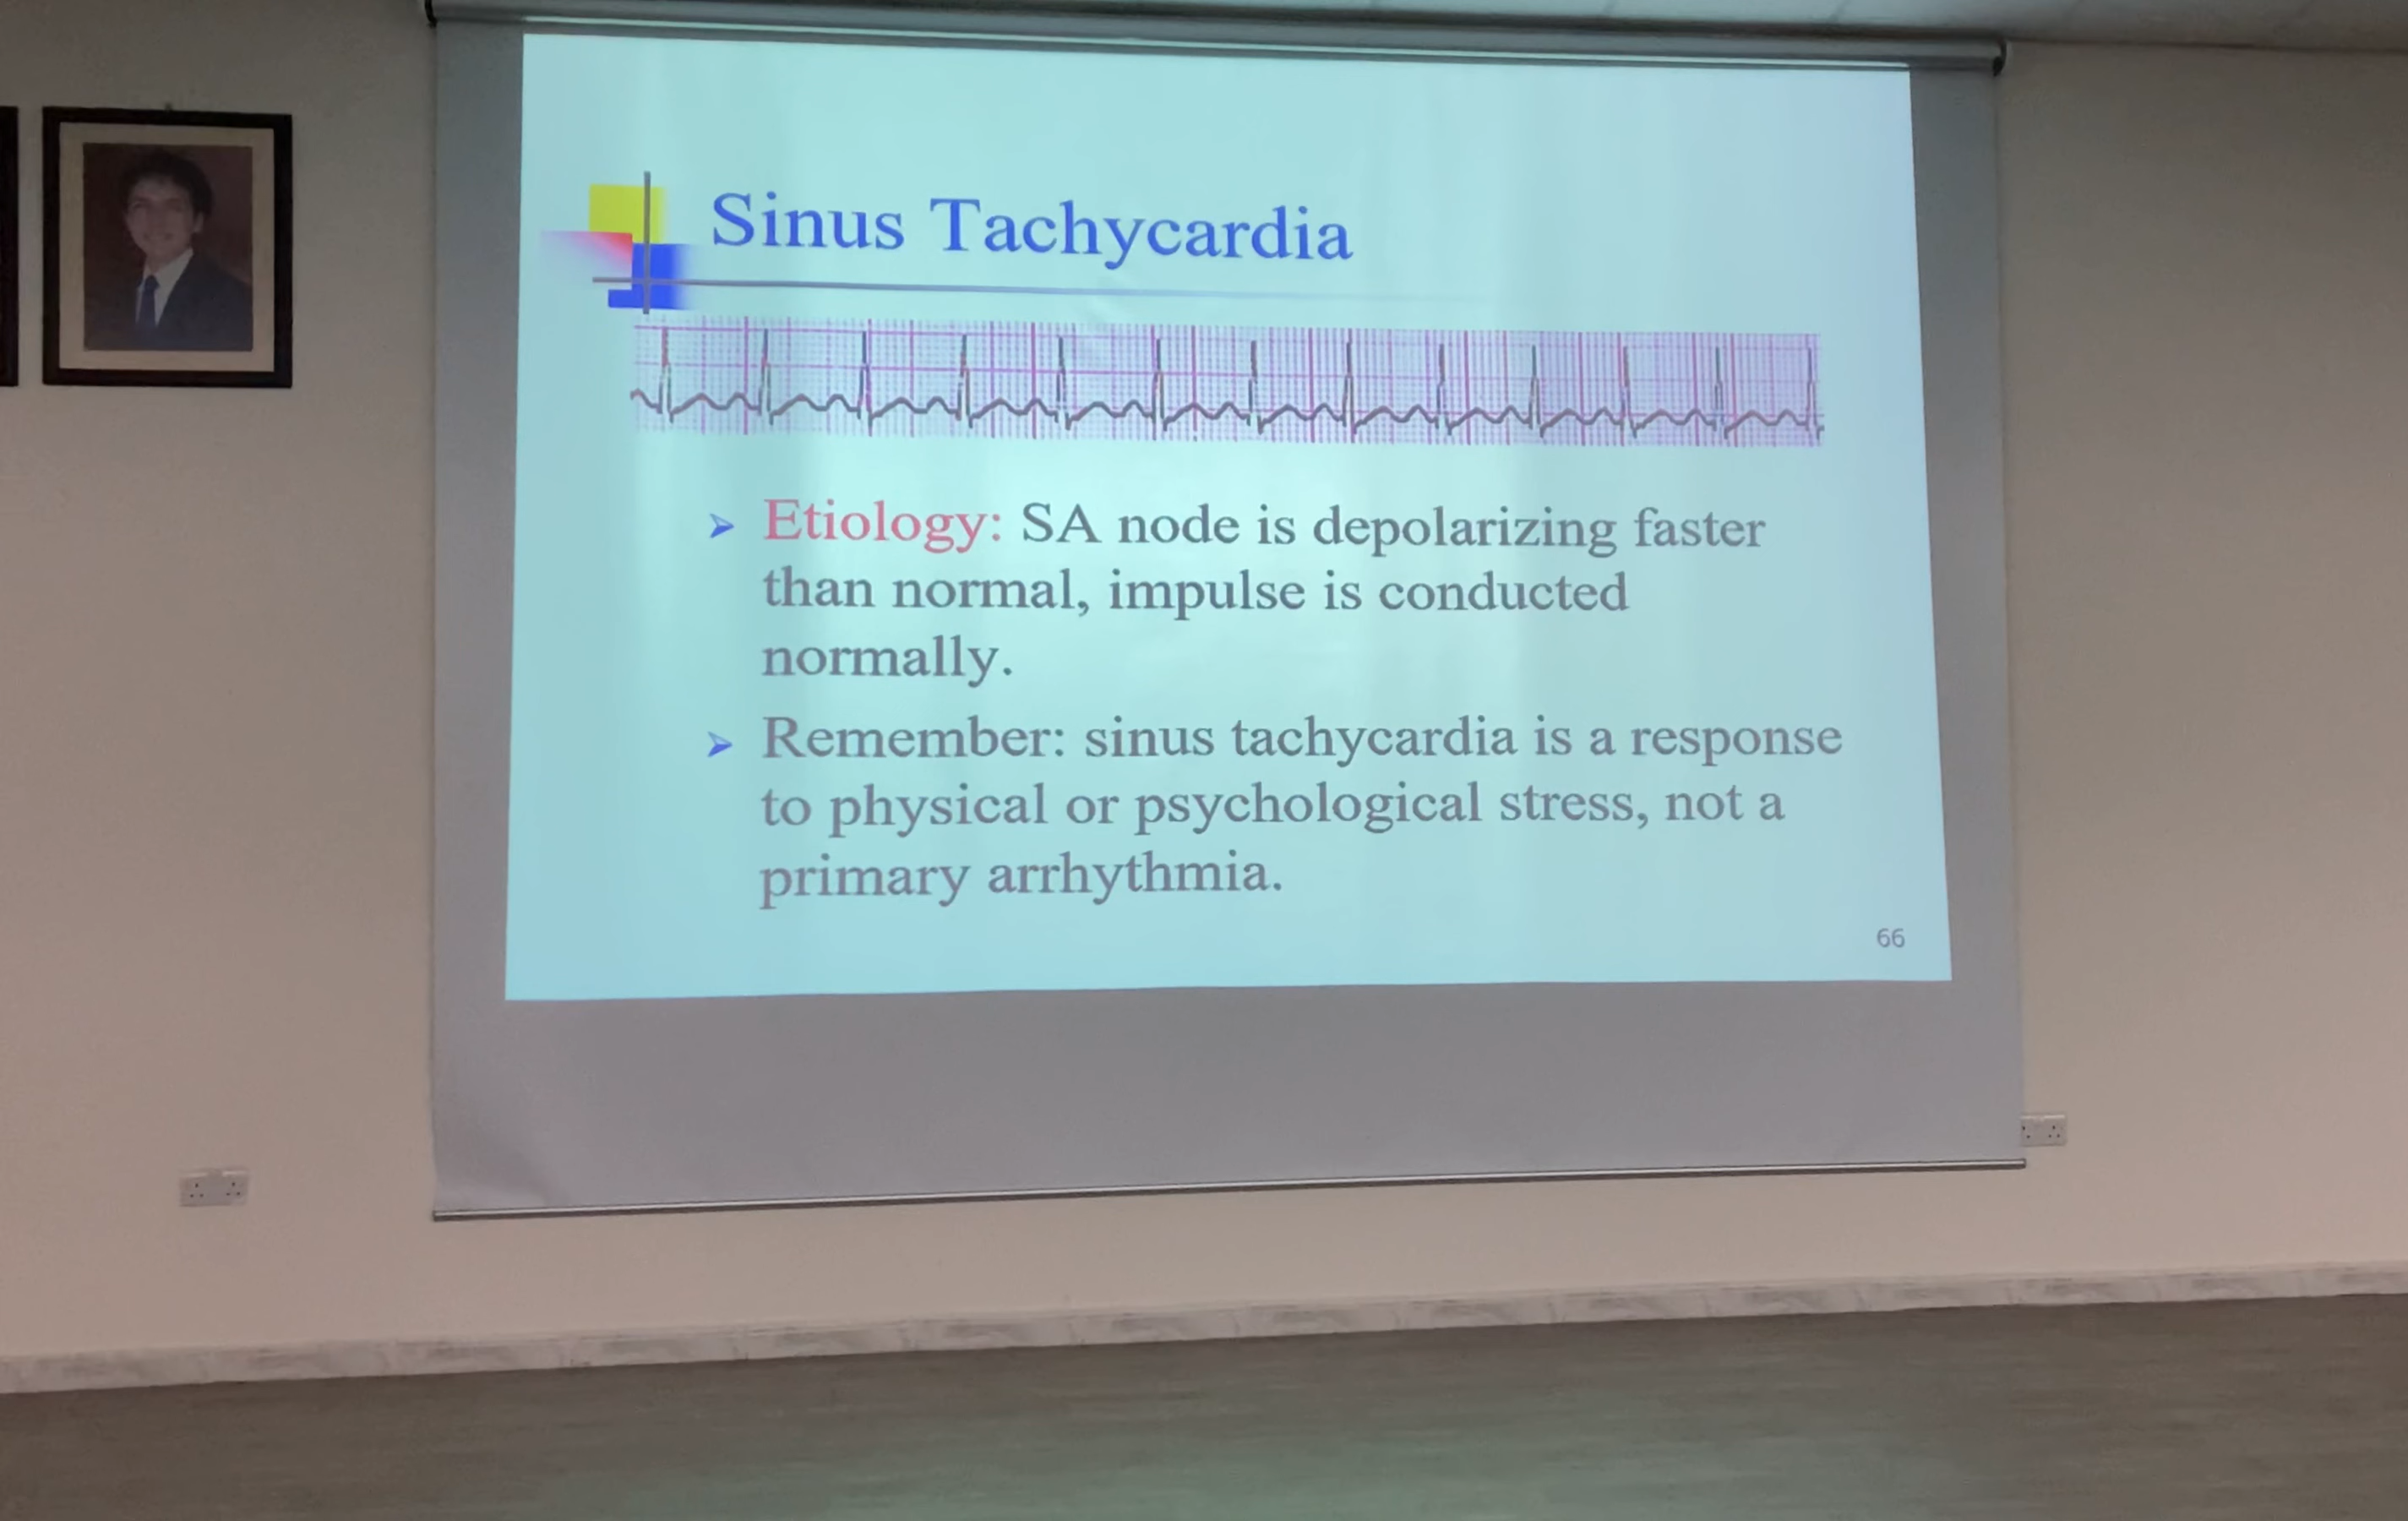 Sinus Tachycardia
➢ Etiology: SA node is depolarizing faster
than normal, impulse is conducted
normally.
➢ Remember: sinus tachycardia is a response
to physical or psychological stress, not a
primary arrhythmia.
66